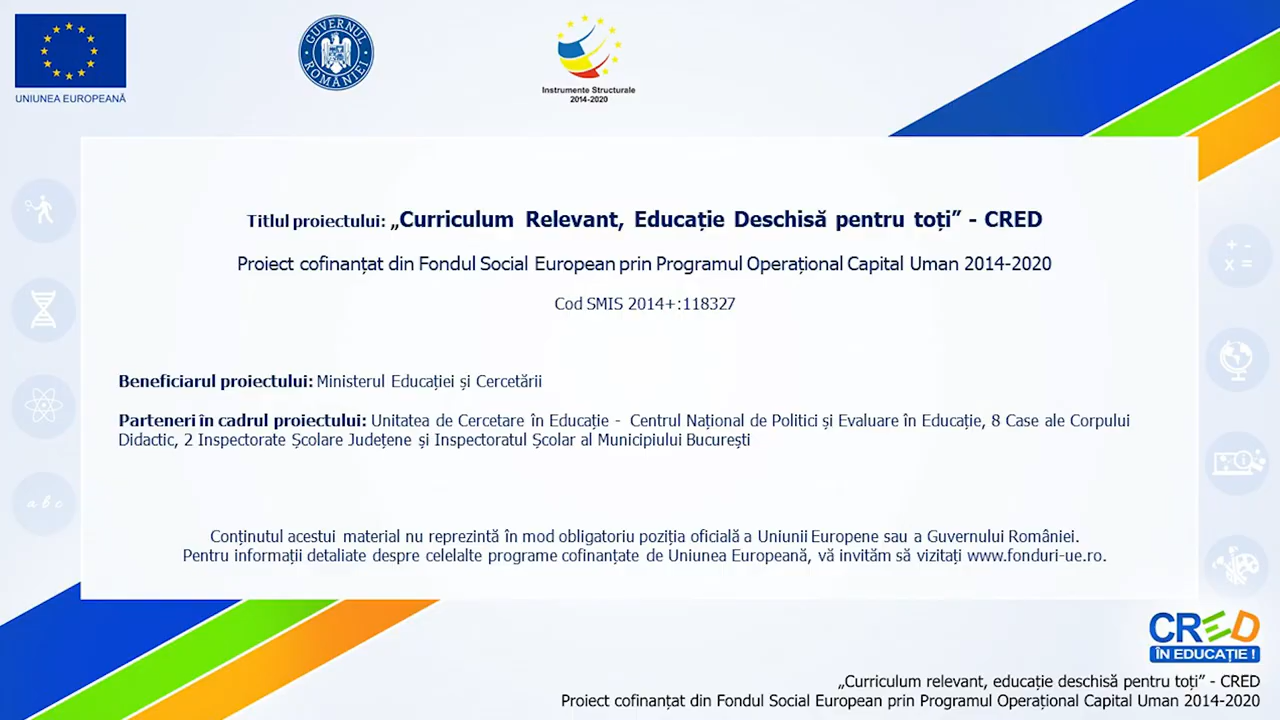 UNIUNEA EUROPEANĂ
GUVERNUL ROMÂNIEI
Instrumente Structurale
2014-2020
Titlul proiectului: „Curriculum Relevant, Educație Deschisă pentru toți” - CRED
Proiect cofinanțat din Fondul Social European prin Programul Operațional Capital Uman 2014-2020
Cod SMIS 2014+:118327
Beneficiarul proiectului: Ministerul Educației și Cercetării
Parteneri în cadrul proiectului: Unitatea de Cercetare în Educație - Centrul Național de Politici și Evaluare în Educație, 8 Case ale Corpului
Didactic, 2 Inspectorate Școlare Județene și Inspectoratul Școlar al Municipiului București
a b c
+ -
x =
Conținutul acestui material nu reprezintă în mod obligatoriu poziția oficială a Uniunii Europene sau a Guvernului României.
Pentru informații detaliate despre celelalte programe cofinanțate de Uniunea Europeană, vă invităm să vizitați www.fonduri-ue.ro.
CRED
ÎN EDUCAȚIE !
„Curriculum relevant, educație deschisă pentru toți” - CRED
Proiect cofinanțat din Fondul Social European prin Programul Operațional Capital Uman 2014-2020